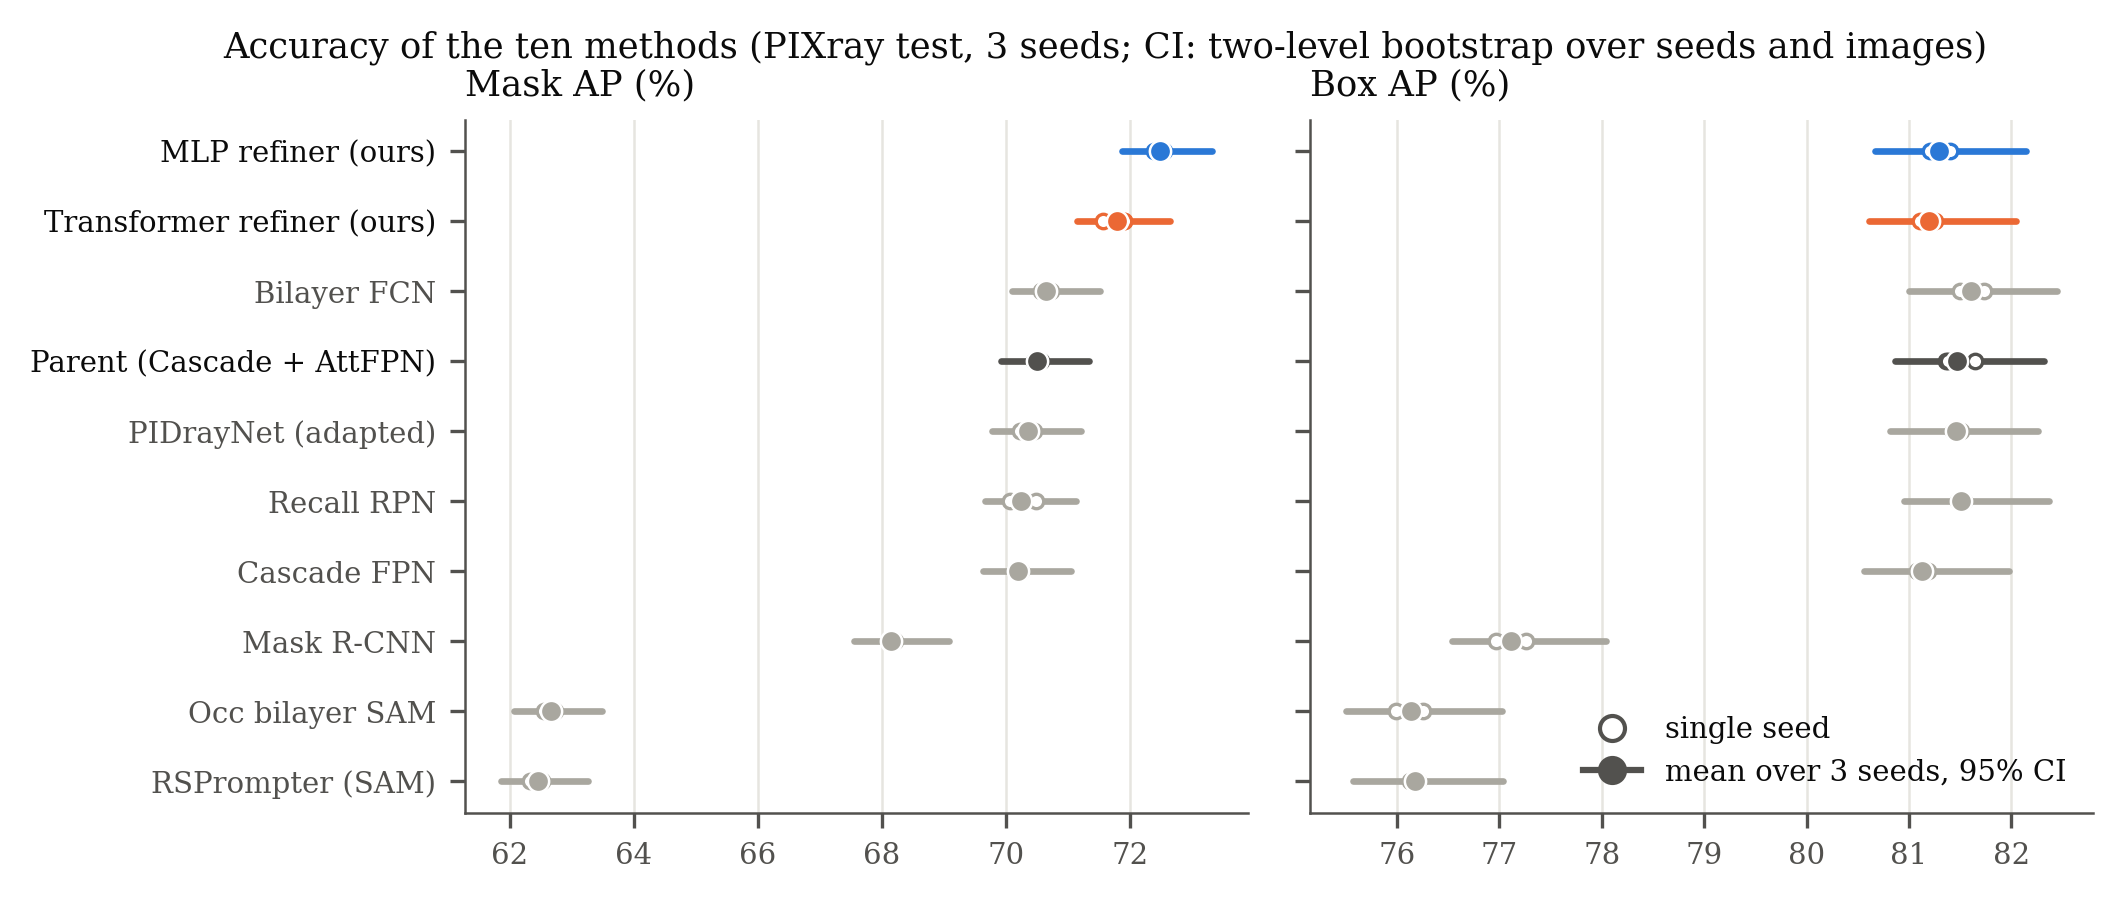 Accuracy of the ten methods (PIXray test, 3 seeds; CI: two-level bootstrap over seeds and images)
Mask AP (%)
Box AP (%)
MLP refiner (ours)
Transformer refiner (ours)
Bilayer FCN
Parent (Cascade + AttFPN)
PIDrayNet (adapted)
Recall RPN
Cascade FPN
Mask R-CNN
Occ bilayer SAM
RSPrompter (SAM)
single seed
mean over 3 seeds, 95% CI
62 64 66 68 70 72
76 77 78 79 80 81 82